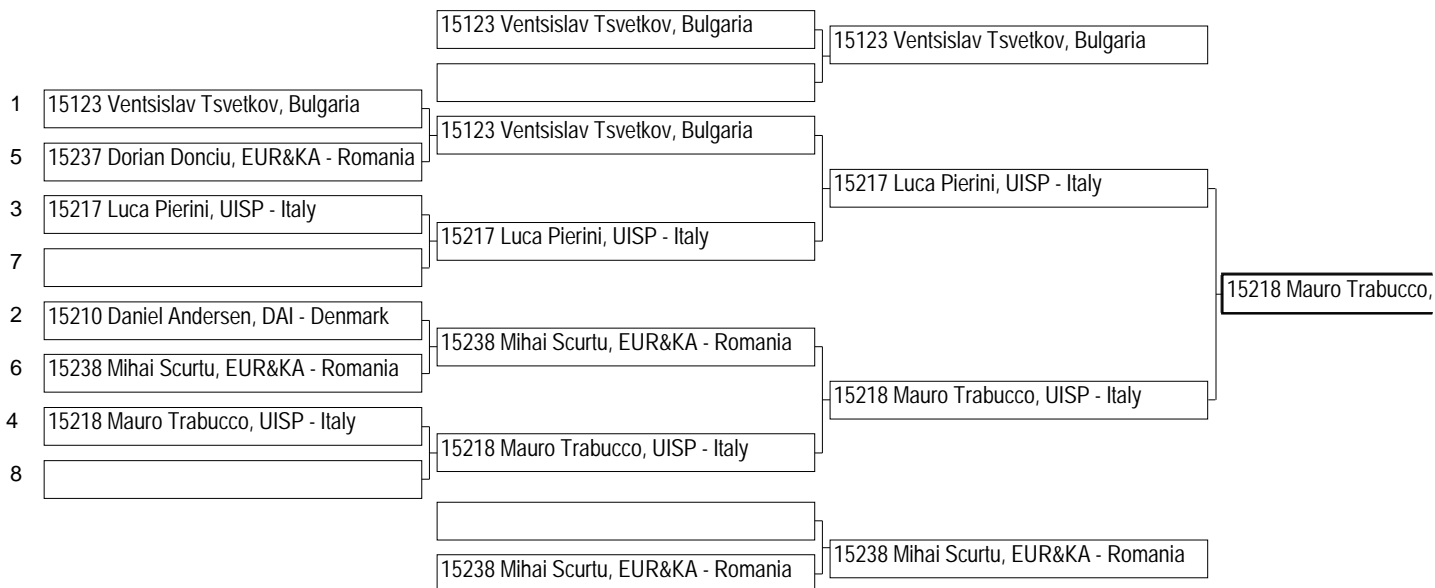 15123 Ventsislav Tsvetkov, Bulgaria
15123 Ventsislav Tsvetkov, Bulgaria
1 15123 Ventsislav Tsvetkov, Bulgaria
15123 Ventsislav Tsvetkov, Bulgaria
5 15237 Dorian Donciu, EUR&KA - Romania
15217 Luca Pierini, UISP - Italy
3 15217 Luca Pierini, UISP - Italy
15217 Luca Pierini, UISP - Italy
7
15218 Mauro Trabucco,
2 15210 Daniel Andersen, DAI - Denmark
15238 Mihai Scurtu, EUR&KA - Romania
6 15238 Mihai Scurtu, EUR&KA - Romania
15218 Mauro Trabucco, UISP - Italy
4 15218 Mauro Trabucco, UISP - Italy
15218 Mauro Trabucco, UISP - Italy
8
15238 Mihai Scurtu, EUR&KA - Romania
15238 Mihai Scurtu, EUR&KA - Romania